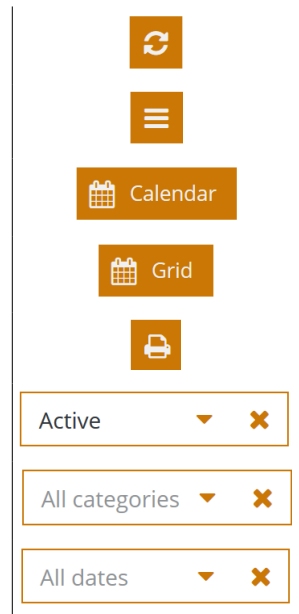 Calendar
Grid
Active
All categories
All dates